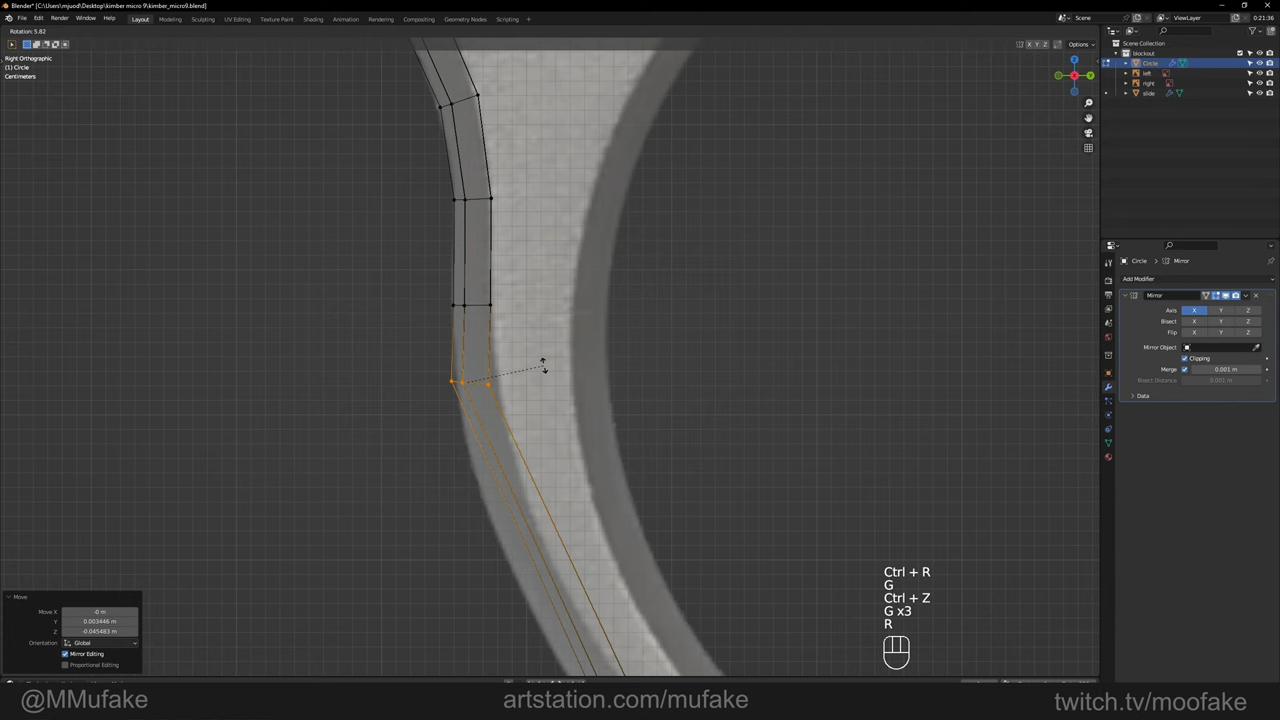 Blender* [C:\Users\mjuod\Desktop\kimber micro 9\kimber_micro9.blend]
File Edit Render Window Help Layout Modeling Sculpting UV Editing Texture Paint Shading Animation Rendering Compositing Geometry Nodes Scripting + Scene ViewLayer
Rotation: 5.82
0:21:36
X Y Z Options
Right Orthographic
(1) Circle
Centimeters
Scene Collection
blockout
Circle
left
right
slide
Circle > Mirror
Add Modifier
Mirror
Axis X Y Z
Bisect X Y Z
Flip X Y Z
Mirror Object
Clipping
Merge 0.001 m
Bisect Distance 0.001 m
Data
Ctrl + R
G
Ctrl + Z
G x3
R
Move
Move X -0 m
Y 0.003446 m
Z -0.045483 m
Orientation Global
Mirror Editing
Proportional Editing
@MMufake artstation.com/mufake twitch.tv/moofake